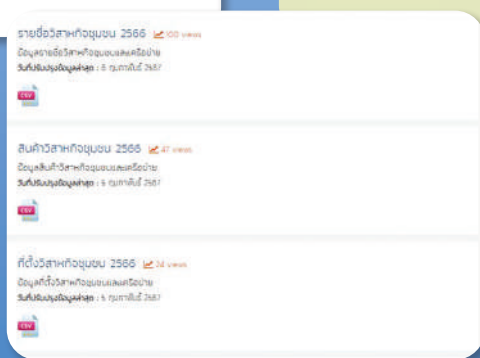 รายชื่อวิสาหกิจชุมชน 2566 100 views
ข้อมูลรายชื่อวิสาหกิจชุมชนและเครือข่าย
วันที่ปรับปรุงข้อมูลล่าสุด : 6 กุมภาพันธ์ 2567
CSV
สินค้าวิสาหกิจชุมชน 2566 47 views
ข้อมูลสินค้าวิสาหกิจชุมชนและเครือข่าย
วันที่ปรับปรุงข้อมูลล่าสุด : 6 กุมภาพันธ์ 2567
CSV
ที่ตั้งวิสาหกิจชุมชน 2566 24 views
ข้อมูลที่ตั้งวิสาหกิจชุมชนและเครือข่าย
วันที่ปรับปรุงข้อมูลล่าสุด : 6 กุมภาพันธ์ 2567
CSV